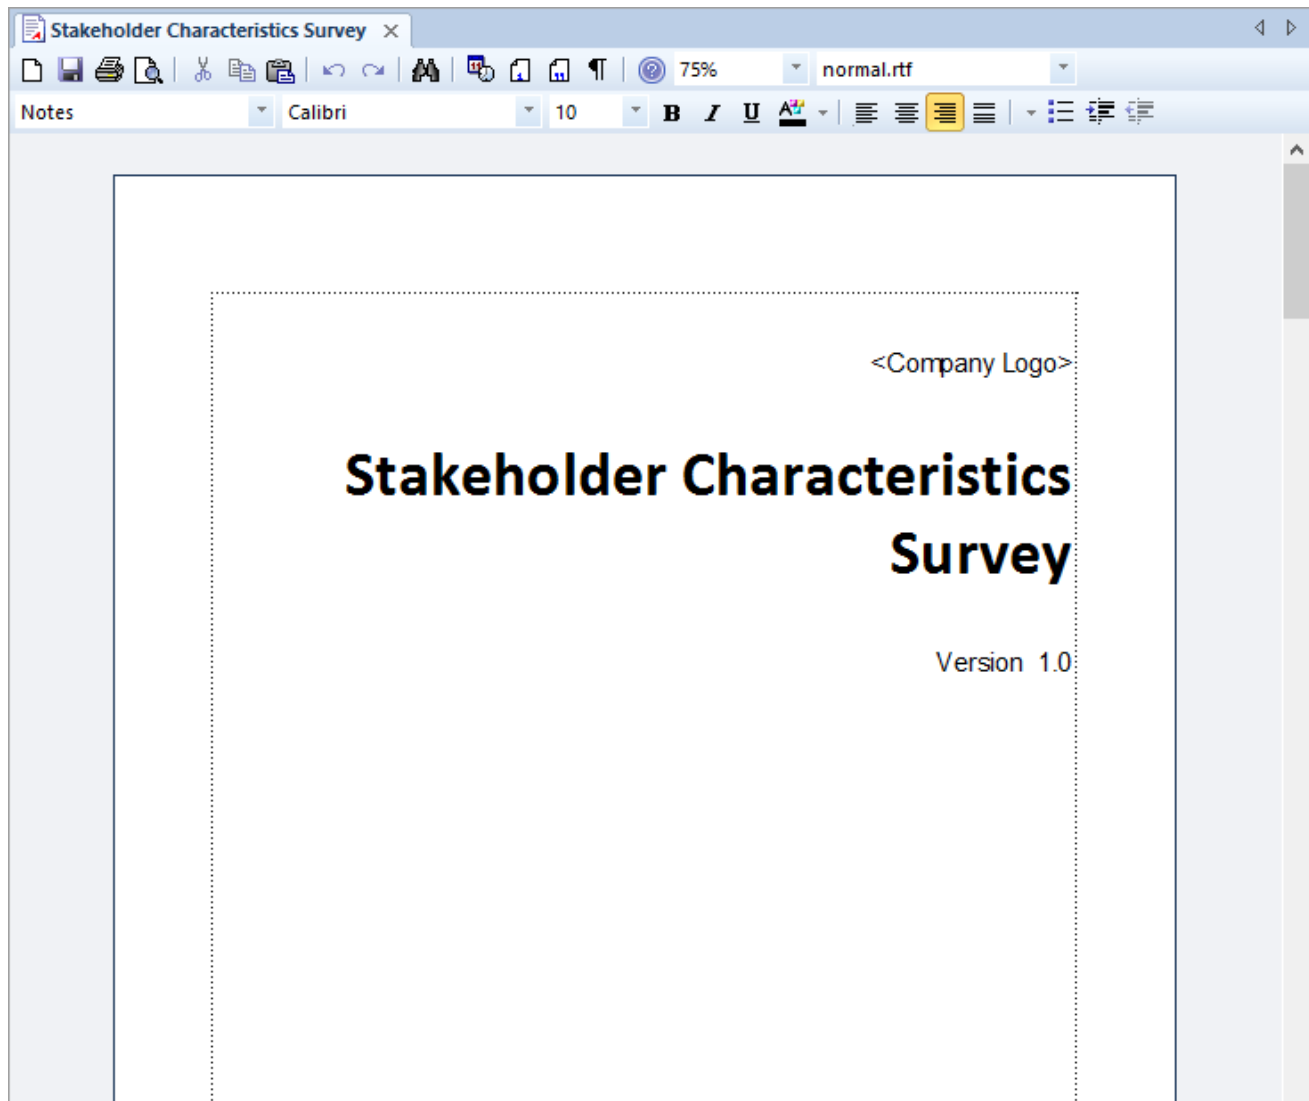 Stakeholder Characteristics Survey
75% normal.rtf
Notes Calibri 10 B I U A
<Company Logo>
Stakeholder Characteristics
Survey
Version 1.0